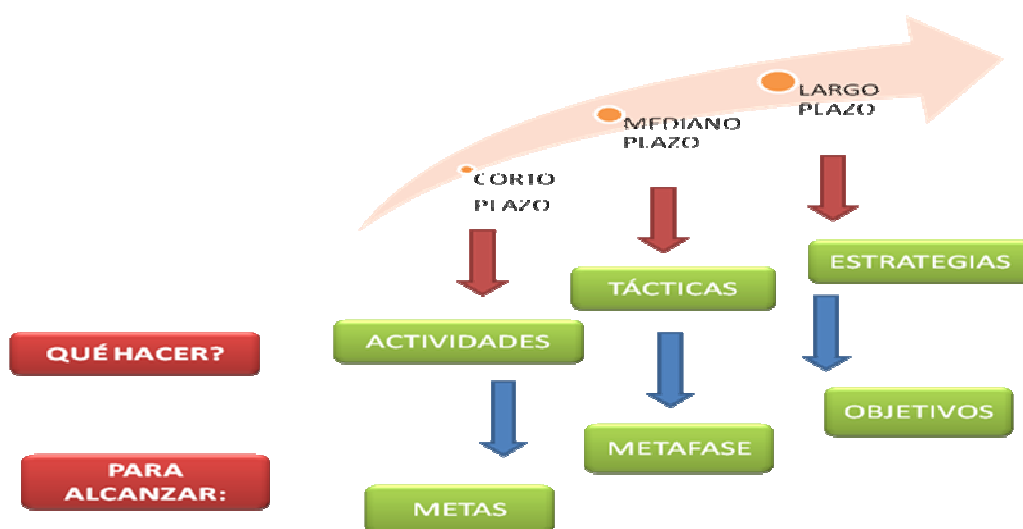 LARGO
PLAZO
MEDIANO
PLAZO
CORTO
PLAZO
ESTRATEGIAS
TÁCTICAS
ACTIVIDADES
QUÉ HACER?
OBJETIVOS
METAFASE
PARA
ALCANZAR:
METAS